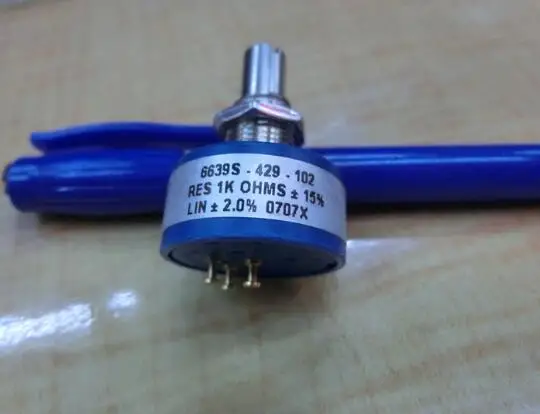 6639S - 429 - 102
RES 1K OHMS ± 15%
LIN ± 2.0% 0707X